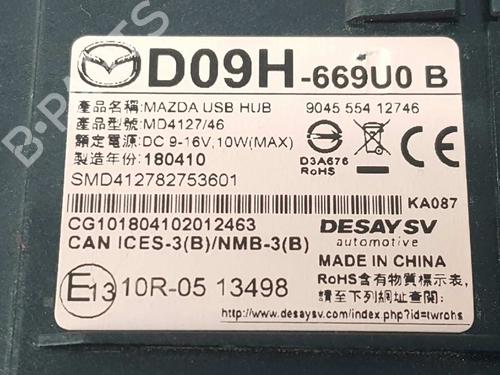 D09H-669U0 B
產品名稱:MAZDA USB HUB 9045 554 12746
產品型號:MD4127/46
額定電源:DC 9-16V, 10W(MAX)
D3A676
RoHS
製造年份:180410
SMD412782753601
KA087
CG101804102012463
CAN ICES-3(B)/NMB-3(B)
DESAY SV
automotive
MADE IN CHINA
RoHS含有物質標示表,
請至下列網址查閱:
E13 10R-05 13498
http://www.desaysv.com/index.php?id=twrohs
B-PARTS